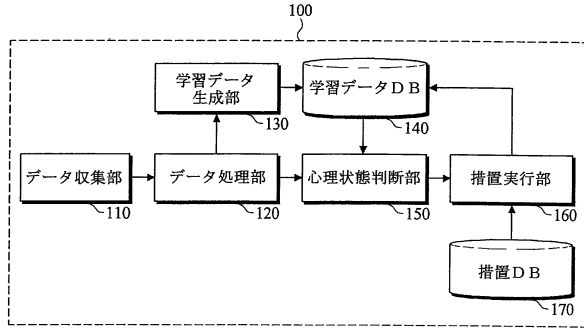 100
学習データ
生成部
130
学習データDB
140
データ収集部
110
データ処理部
120
心理状態判断部
150
措置実行部
160
措置DB
170